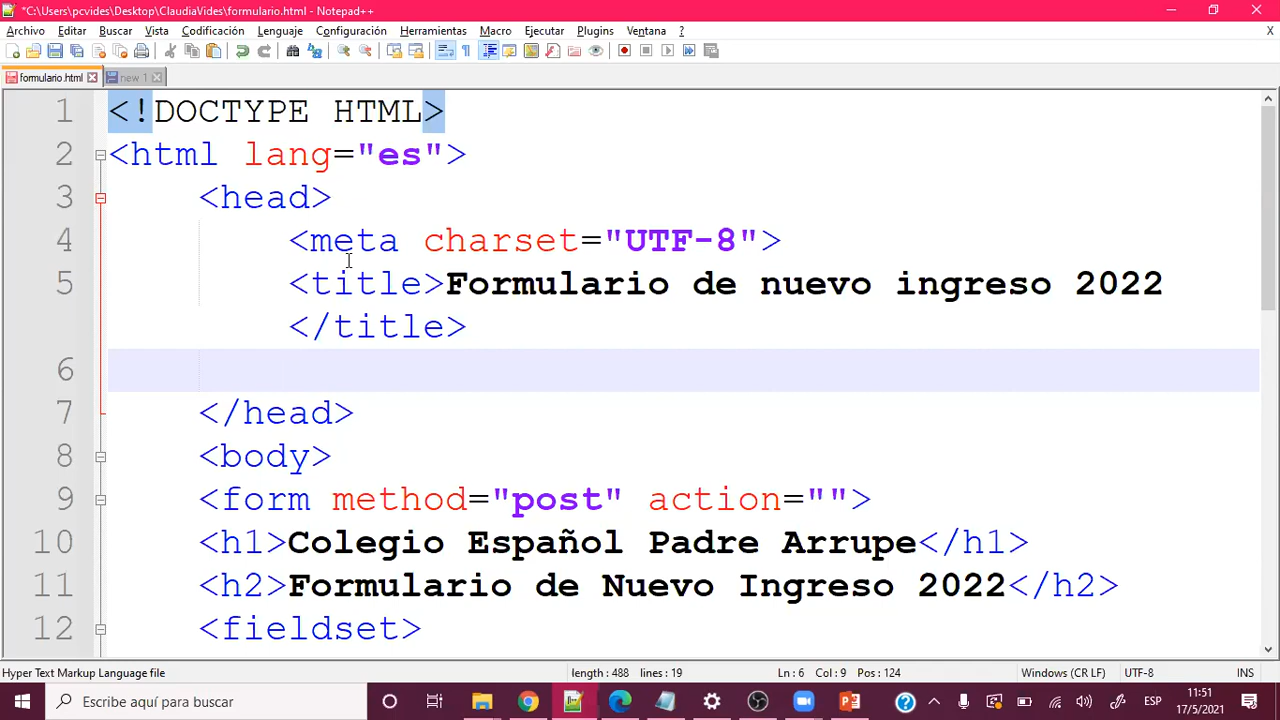 *C:\Users\pcvides\Desktop\ClaudiaVides\formulario.html - Notepad++
Archivo Editar Buscar Vista Codificación Lenguaje Configuración Herramientas Macro Ejecutar Plugins Ventana ? X
formulario.html new 1
1 <!DOCTYPE HTML>
2 <html lang="es">
3 <head>
4 <meta charset="UTF-8">
5 <title>Formulario de nuevo ingreso 2022
</title>
6
7 </head>
8 <body>
9 <form method="post" action="">
10 <h1>Colegio Español Padre Arrupe</h1>
11 <h2>Formulario de Nuevo Ingreso 2022</h2>
12 <fieldset>
Hyper Text Markup Language file length : 488 lines : 19 Ln : 6 Col : 9 Pos : 124 Windows (CR LF) UTF-8 INS
Escribe aquí para buscar ESP 11:51
17/5/2021